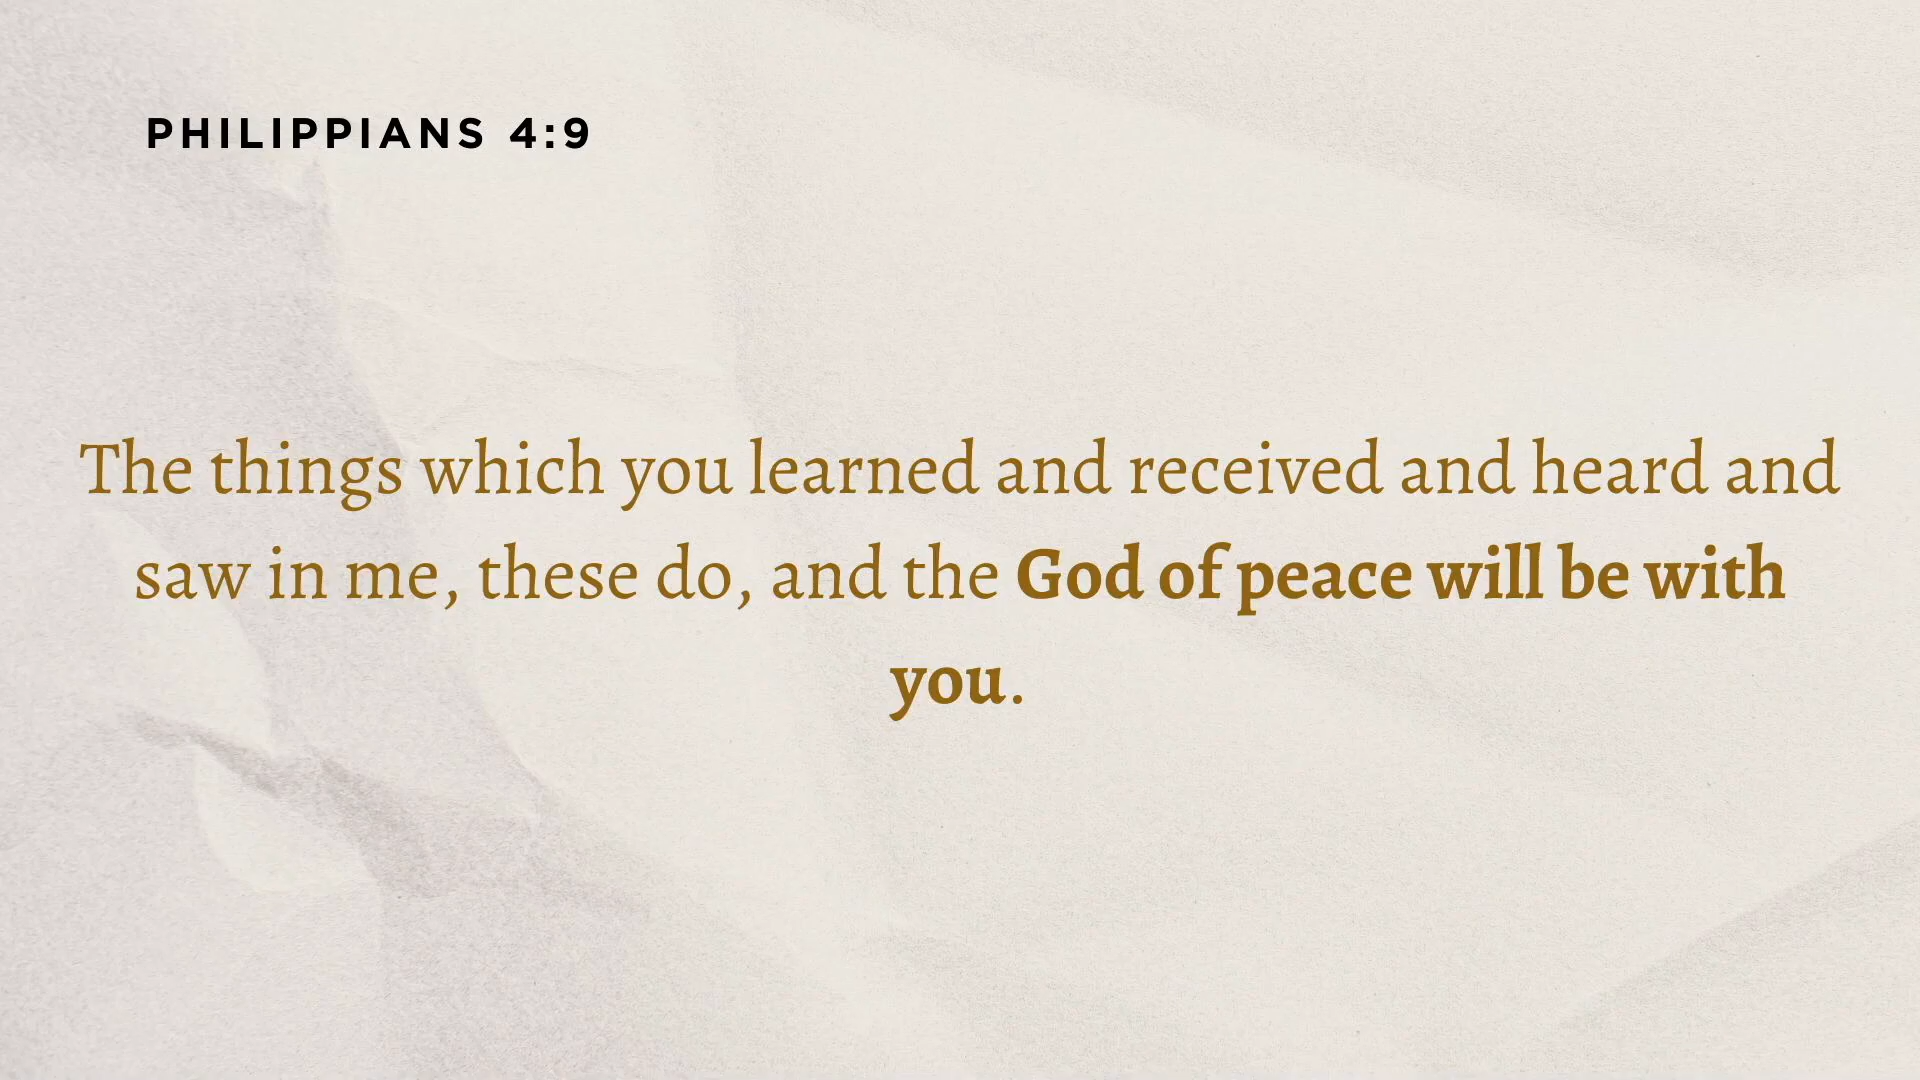 PHILIPPIANS 4:9
The things which you learned and received and heard and
saw in me, these do, and the God of peace will be with
you.